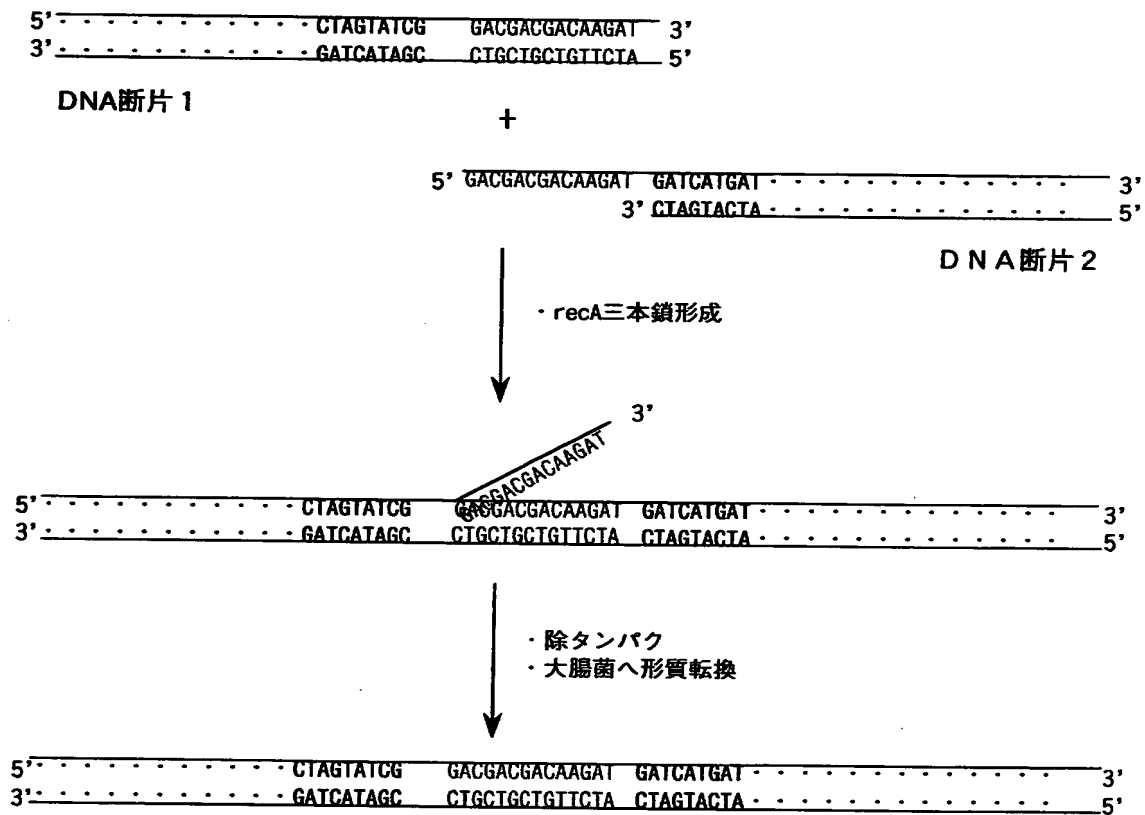 5' · · · · · · · · · · · CTAGTATCG GACGACGACAAGAT 3'
3' · · · · · · · · · · · GATCATAGC CTGCTGCTGTTCTA 5'
DNA断片1
+
5' GACGACGACAAGAT GATCATGAT · · · · · · · · · · · · · 3'
3' CTAGTACTA · · · · · · · · · · · · · 5'
DNA断片2
・recA三本鎖形成
3'
GACGACGACAAGAT
5' · · · · · · · · · · · CTAGTATCG GACGACGACAAGAT GATCATGAT · · · · · · · · · · · · · 3'
3' · · · · · · · · · · · GATCATAGC CTGCTGCTGTTCTA CTAGTACTA · · · · · · · · · · · · · 5'
・除タンパク
・大腸菌へ形質転換
5' · · · · · · · · · · · CTAGTATCG GACGACGACAAGAT GATCATGAT · · · · · · · · · · · · · 3'
3' · · · · · · · · · · · GATCATAGC CTGCTGCTGTTCTA CTAGTACTA · · · · · · · · · · · · · 5'